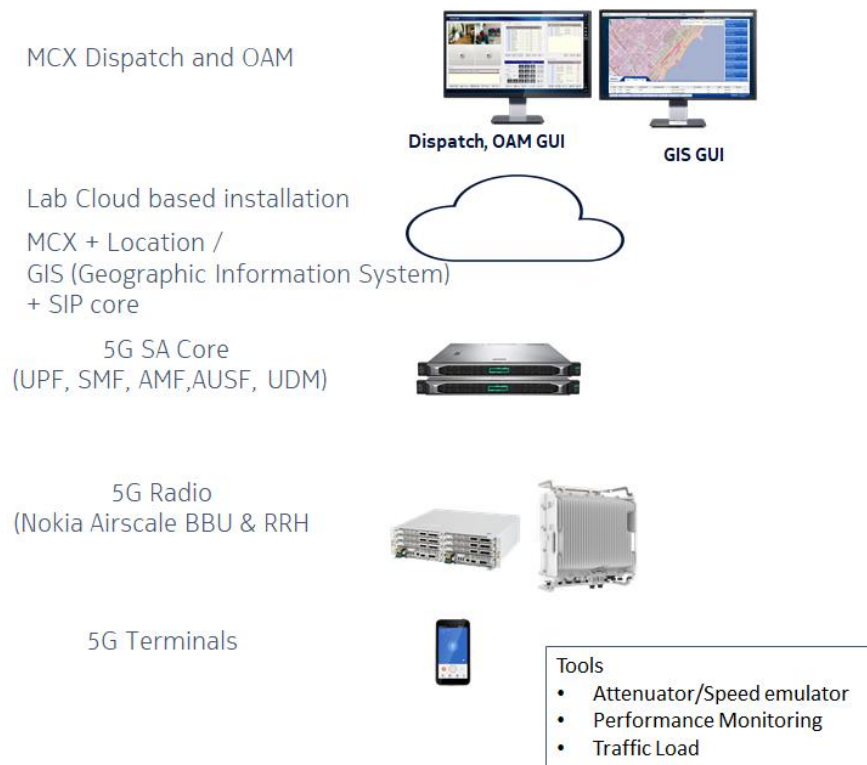 MCX Dispatch and OAM
Dispatch, OAM GUI
GIS GUI
Lab Cloud based installation
MCX + Location /
GIS (Geographic Information System)
+ SIP core
5G SA Core
(UPF, SMF, AMF,AUSF, UDM)
5G Radio
(Nokia Airscale BBU & RRH
5G Terminals
Tools
• Attenuator/Speed emulator
• Performance Monitoring
• Traffic Load